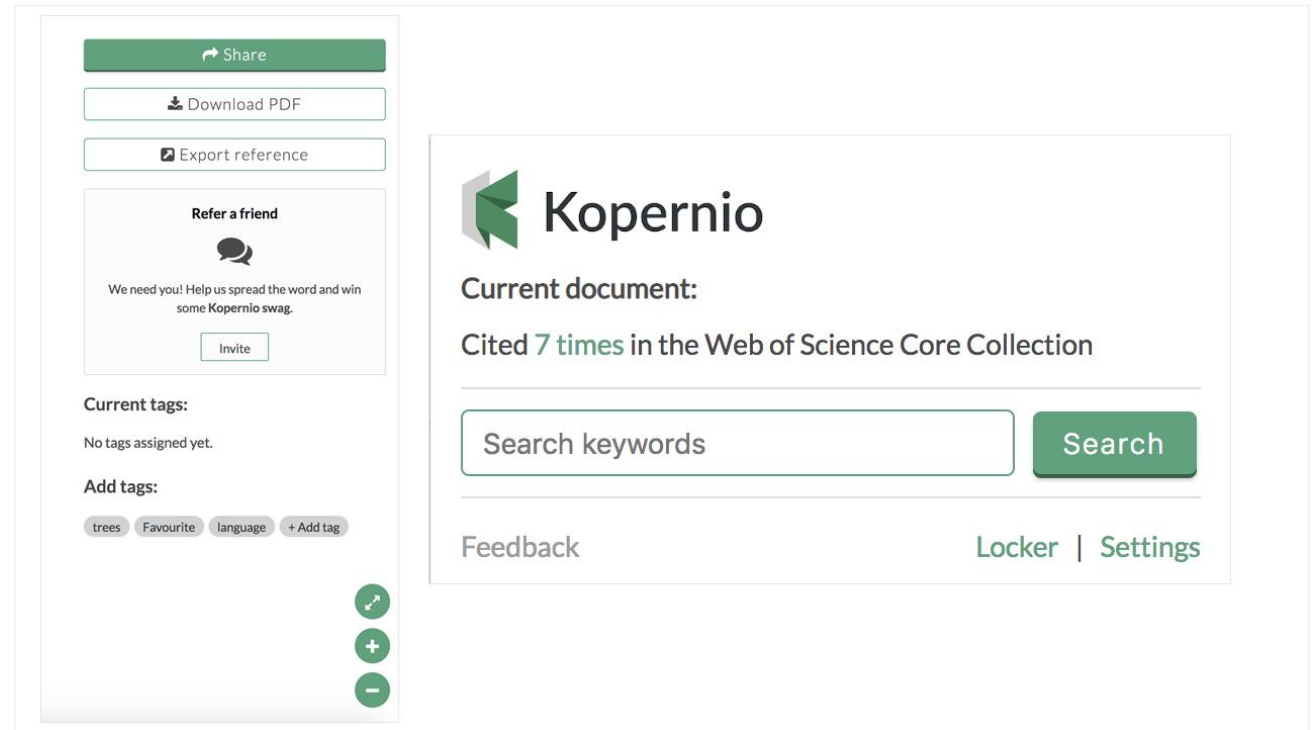 Share
Download PDF
Export reference
Refer a friend
We need you! Help us spread the word and win
some Kopernio swag.
Invite
Current tags:
No tags assigned yet.
Add tags:
trees Favourite language + Add tag
Kopernio
Current document:
Cited 7 times in the Web of Science Core Collection
Search keywords Search
Feedback Locker | Settings